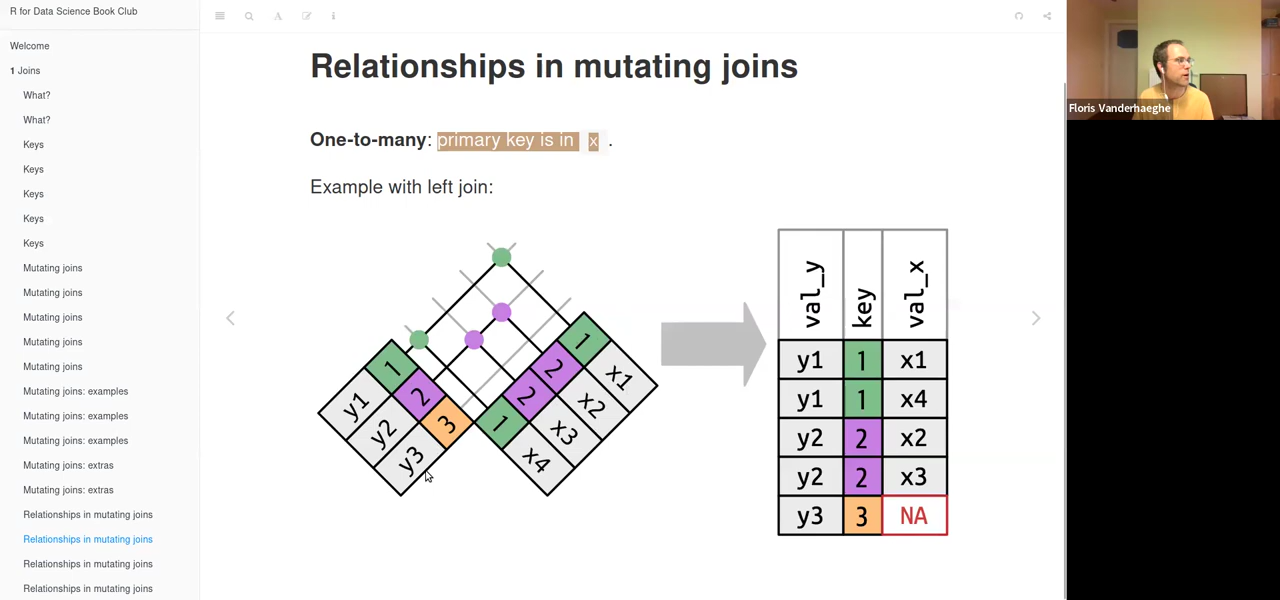 R for Data Science Book Club
Welcome
1 Joins
What?
What?
Keys
Keys
Keys
Keys
Keys
Mutating joins
Mutating joins
Mutating joins
Mutating joins
Mutating joins
Mutating joins: examples
Mutating joins: examples
Mutating joins: examples
Mutating joins: extras
Mutating joins: extras
Relationships in mutating joins
Relationships in mutating joins
Relationships in mutating joins
Relationships in mutating joins
Relationships in mutating joins
One-to-many: primary key is in x .
Example with left join:
y1 1
y2 2
y3 3
1 x1
2 x2
2 x3
1 x4
val_y key val_x
y1 1 x1
y1 1 x4
y2 2 x2
y2 2 x3
y3 3 NA
Floris Vanderhaeghe